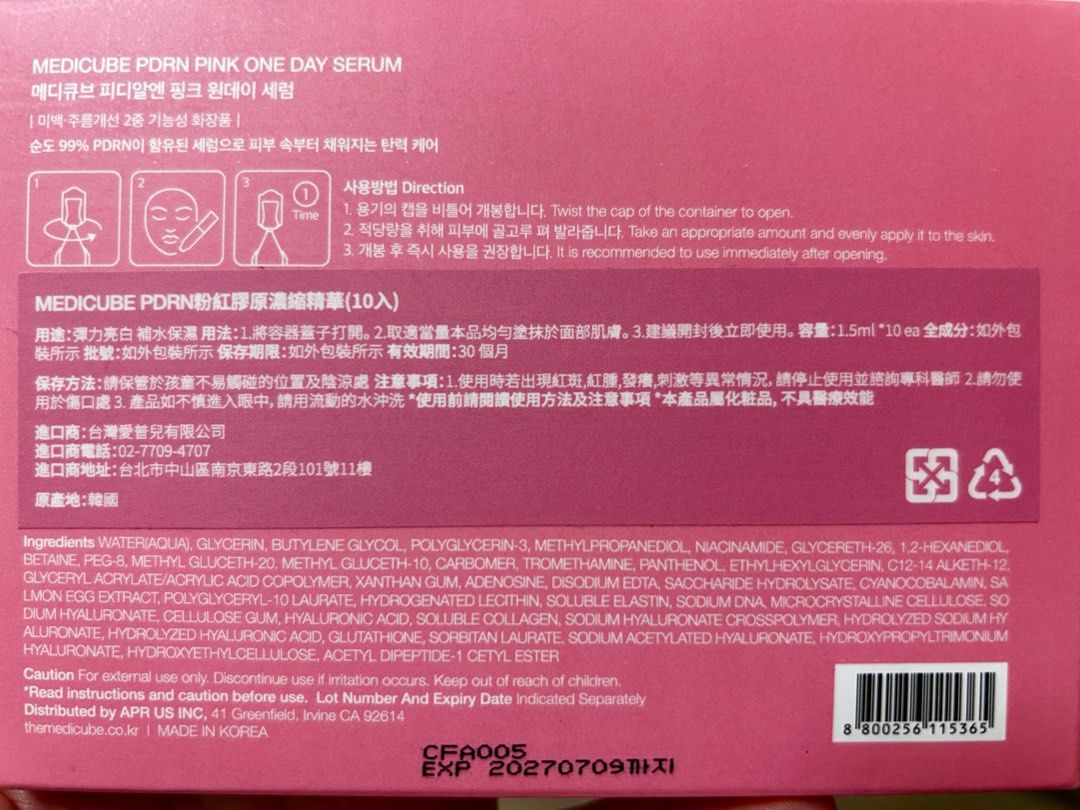 MEDICUBE PDRN PINK ONE DAY SERUM
메디큐브 피디알엔 핑크 원데이 세럼
| 미백·주름개선 2중 기능성 화장품 |
순도 99% PDRN이 함유된 세럼으로 피부 속부터 채워지는 탄력 케어
1
2
3
1
Time
사용방법 Direction
1. 용기의 캡을 비틀어 개봉합니다. Twist the cap of the container to open.
2. 적당량을 취해 피부에 골고루 펴 발라줍니다. Take an appropriate amount and evenly apply it to the skin.
3. 개봉 후 즉시 사용을 권장합니다. It is recommended to use immediately after opening.
MEDICUBE PDRN粉紅膠原濃縮精華(10入)
用途:彈力亮白 補水保濕 用法:1.將容器蓋子打開。2.取適當量本品均勻塗抹於面部肌膚。3.建議開封後立即使用。容量:1.5ml *10 ea 全成分:如外包
裝所示 批號:如外包裝所示 保存期限:如外包裝所示 有效期間:30 個月
保存方法:請保管於孩童不易觸碰的位置及陰涼處 注意事項:1.使用時若出現紅斑,紅腫,發癢,刺激等異常情況, 請停止使用並諮詢專科醫師 2.請勿使
用於傷口處 3. 產品如不慎進入眼中, 請用流動的水沖洗 *使用前請閱讀使用方法及注意事項 *本產品屬化粧品, 不具醫療效能
進口商:台灣愛普兒有限公司
進口商電話:02-7709-4707
進口商地址:台北市中山區南京東路2段101號11樓
原產地:韓國
4
Ingredients WATER(AQUA), GLYCERIN, BUTYLENE GLYCOL, POLYGLYCERIN-3, METHYLPROPANEDIOL, NIACINAMIDE, GLYCERETH-26, 1,2-HEXANEDIOL,
BETAINE, PEG-8, METHYL GLUCETH-20, METHYL GLUCETH-10, CARBOMER, TROMETHAMINE, PANTHENOL, ETHYLHEXYLGLYCERIN, C12-14 ALKETH-12,
GLYCERYL ACRYLATE/ACRYLIC ACID COPOLYMER, XANTHAN GUM, ADENOSINE, DISODIUM EDTA, SACCHARIDE HYDROLYSATE, CYANOCOBALAMIN, SA
LMON EGG EXTRACT, POLYGLYCERYL-10 LAURATE, HYDROGENATED LECITHIN, SOLUBLE ELASTIN, SODIUM DNA, MICROCRYSTALLINE CELLULOSE, SO
DIUM HYALURONATE, CELLULOSE GUM, HYALURONIC ACID, SOLUBLE COLLAGEN, SODIUM HYALURONATE CROSSPOLYMER, HYDROLYZED SODIUM HY
ALURONATE, HYDROLYZED HYALURONIC ACID, GLUTATHIONE, SORBITAN LAURATE, SODIUM ACETYLATED HYALURONATE, HYDROXYPROPYLTRIMONIUM
HYALURONATE, HYDROXYETHYLCELLULOSE, ACETYL DIPEPTIDE-1 CETYL ESTER
Caution For external use only. Discontinue use if irritation occurs. Keep out of reach of children.
*Read instructions and caution before use. Lot Number And Expiry Date Indicated Separately
Distributed by APR US INC, 41 Greenfield, Irvine CA 92614
themedicube.co.kr | MADE IN KOREA
8 800256 115365
CFA005
EXP 20270709까지